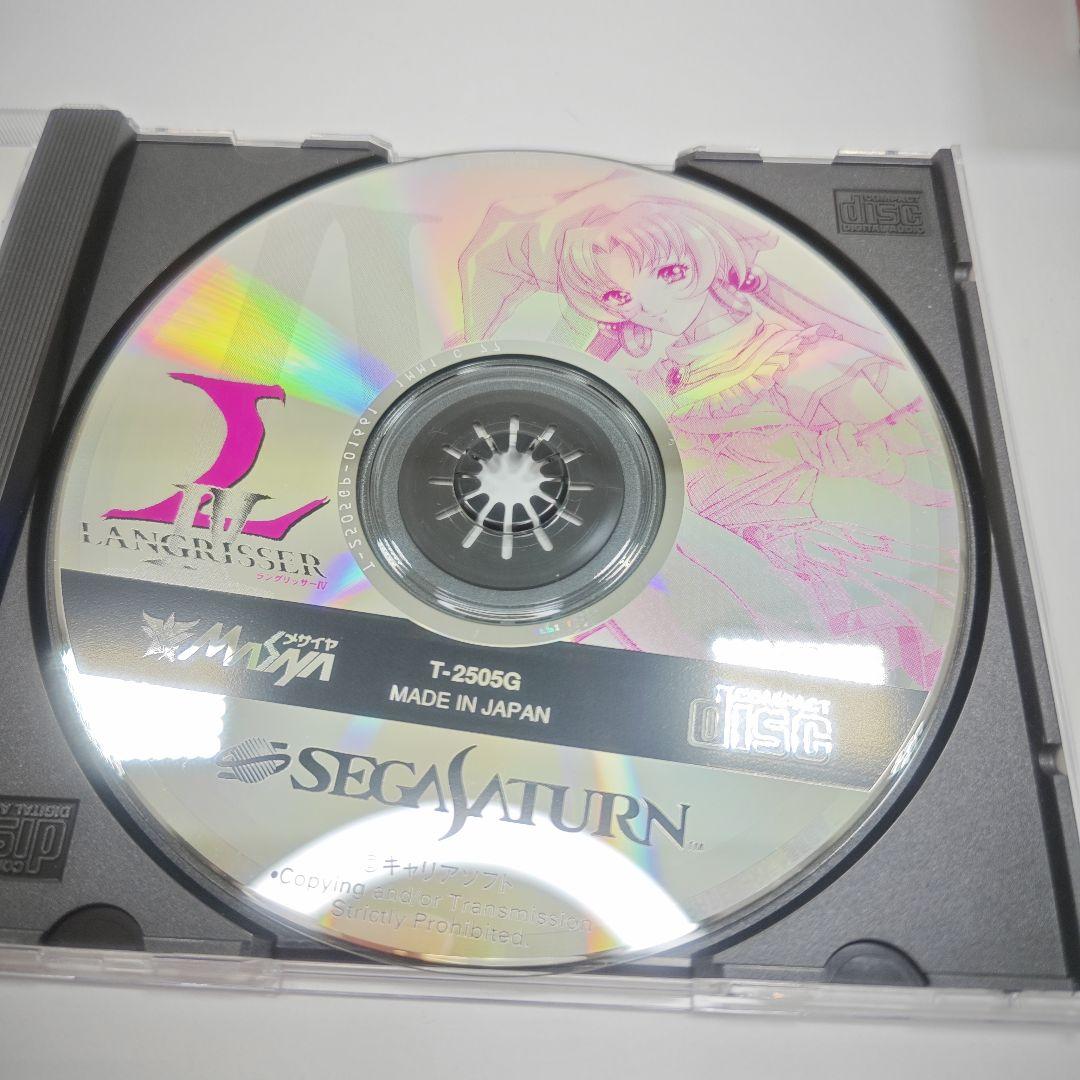 COMPACT
disc
DIGITAL AUDIO
IV
LANGRISSER
ラングリッサーIV
メサイヤ
MASAYA
T-2505G
MADE IN JAPAN
COMPACT
disc
SEGA SATURN
TM
キャリアソフト
•Copying and/or Transmission
Strictly Prohibited.
disc